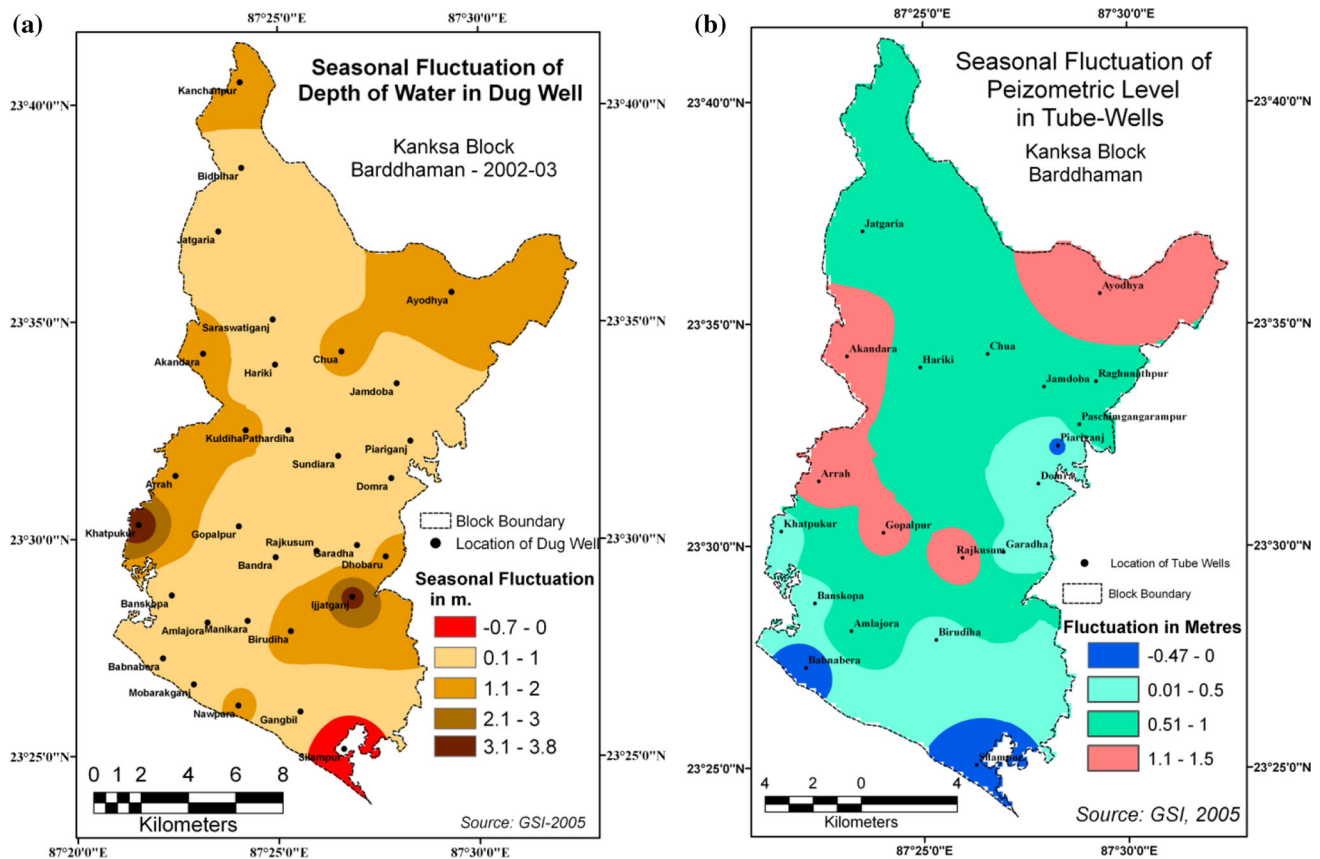 (a)
87°25'0"E
87°30'0"E
Seasonal Fluctuation of
Depth of Water in Dug Well
Kanksa Block
Barddhaman - 2002-03
23°40'0"N
23°40'0"N
23°35'0"N
23°35'0"N
23°30'0"N
23°30'0"N
23°25'0"N
23°25'0"N
Kanchanpur
Bidbihar
Jatgaria
Ayodhya
Saraswatiganj
Akandara
Chua
Hariki
Jamdoba
Kuldiha
Pathardiha
Piariganj
Sundiara
Arrah
Domra
Khatpukur
Gopalpur
Rajkusum
Saradha
Bandra
Dhobaru
Banskopa
Ijjatganj
Amlajora
Manikara
Birudiha
Babnabera
Mobarakganj
Nawpara
Gangbil
Silampur
Block Boundary
Location of Dug Well
Seasonal Fluctuation
in m.
-0.7 - 0
0.1 - 1
1.1 - 2
2.1 - 3
3.1 - 3.8
0 1 2 4 6 8
Kilometers
Source: GSI-2005
87°20'0"E
87°25'0"E
87°30'0"E
(b)
87°25'0"E
87°30'0"E
Seasonal Fluctuation of
Peizometric Level
in Tube-Wells
Kanksa Block
Barddhaman
23°40'0"N
23°40'0"N
23°35'0"N
23°35'0"N
23°30'0"N
23°30'0"N
23°25'0"N
23°25'0"N
Jatgaria
Ayodhya
Akandara
Chua
Hariki
Jamdoba
Raghunathpur
Paschimgangarampur
Piariganj
Arrah
Domra
Khatpukur
Gopalpur
Rajkusum
Garadha
Banskopa
Amlajora
Birudiha
Babnabera
Silampur
Location of Tube Wells
Block Boundary
Fluctuation in Metres
-0.47 - 0
0.01 - 0.5
0.51 - 1
1.1 - 1.5
4 2 0 4
Kilometers
Source: GSI, 2005
87°25'0"E
87°30'0"E